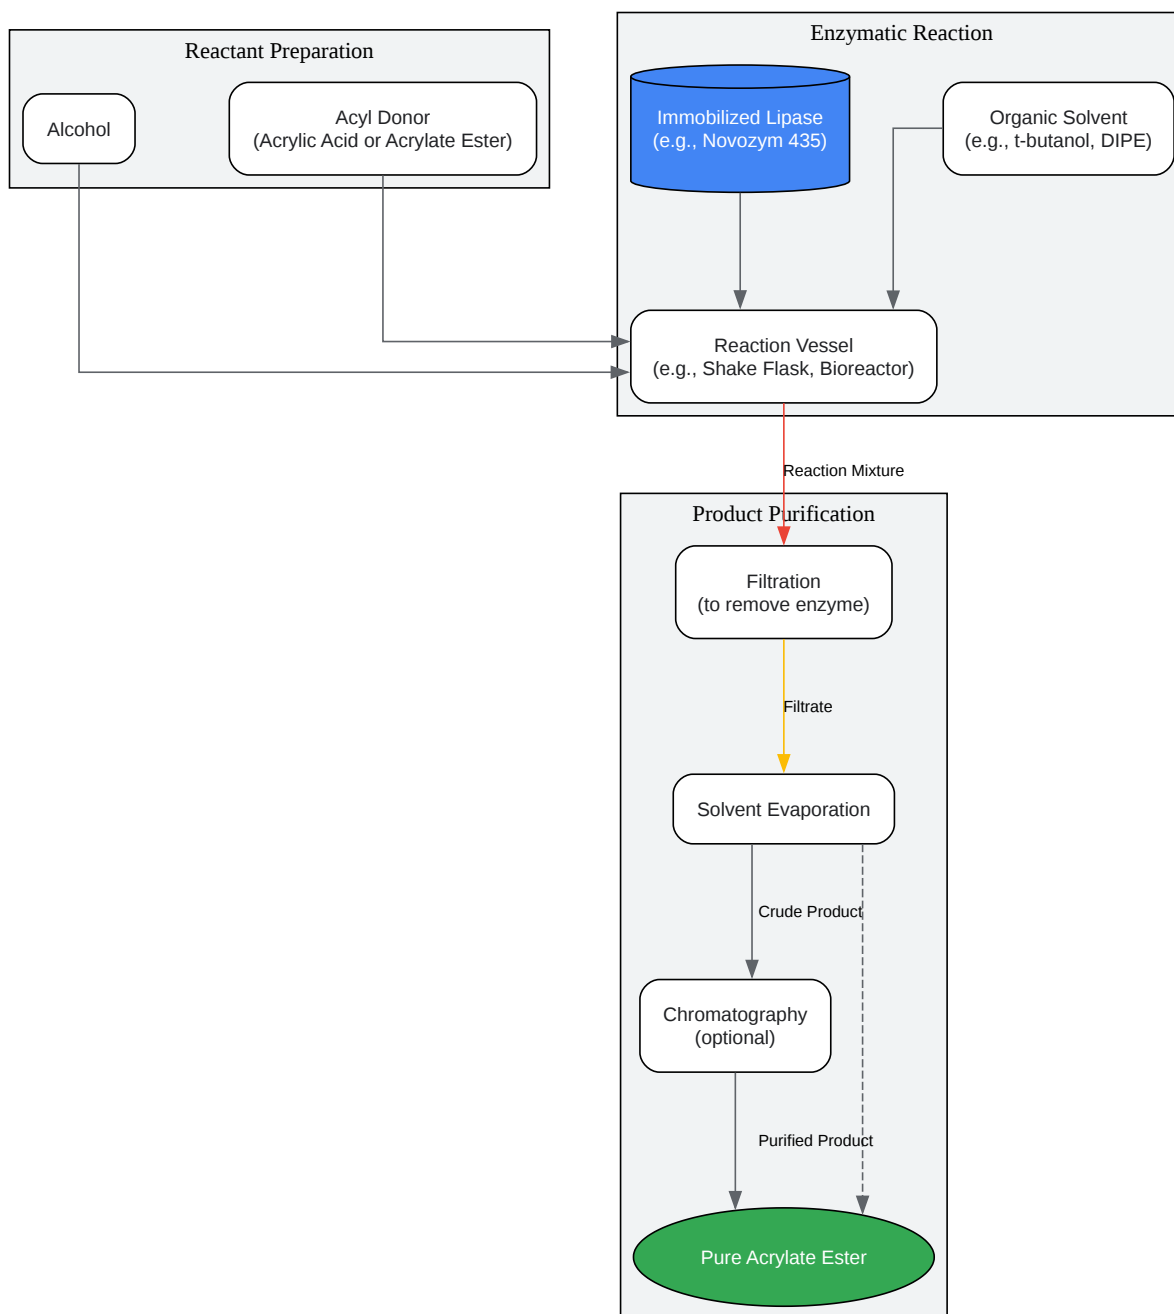 Reactant Preparation
Alcohol
Acyl Donor
(Acrylic Acid or Acrylate Ester)
Enzymatic Reaction
Immobilized Lipase
(e.g., Novozym 435)
Organic Solvent
(e.g., t-butanol, DIPE)
Reaction Vessel
(e.g., Shake Flask, Bioreactor)
Reaction Mixture
Product Purification
Filtration
(to remove enzyme)
Filtrate
Solvent Evaporation
Crude Product
Chromatography
(optional)
Purified Product
Pure Acrylate Ester